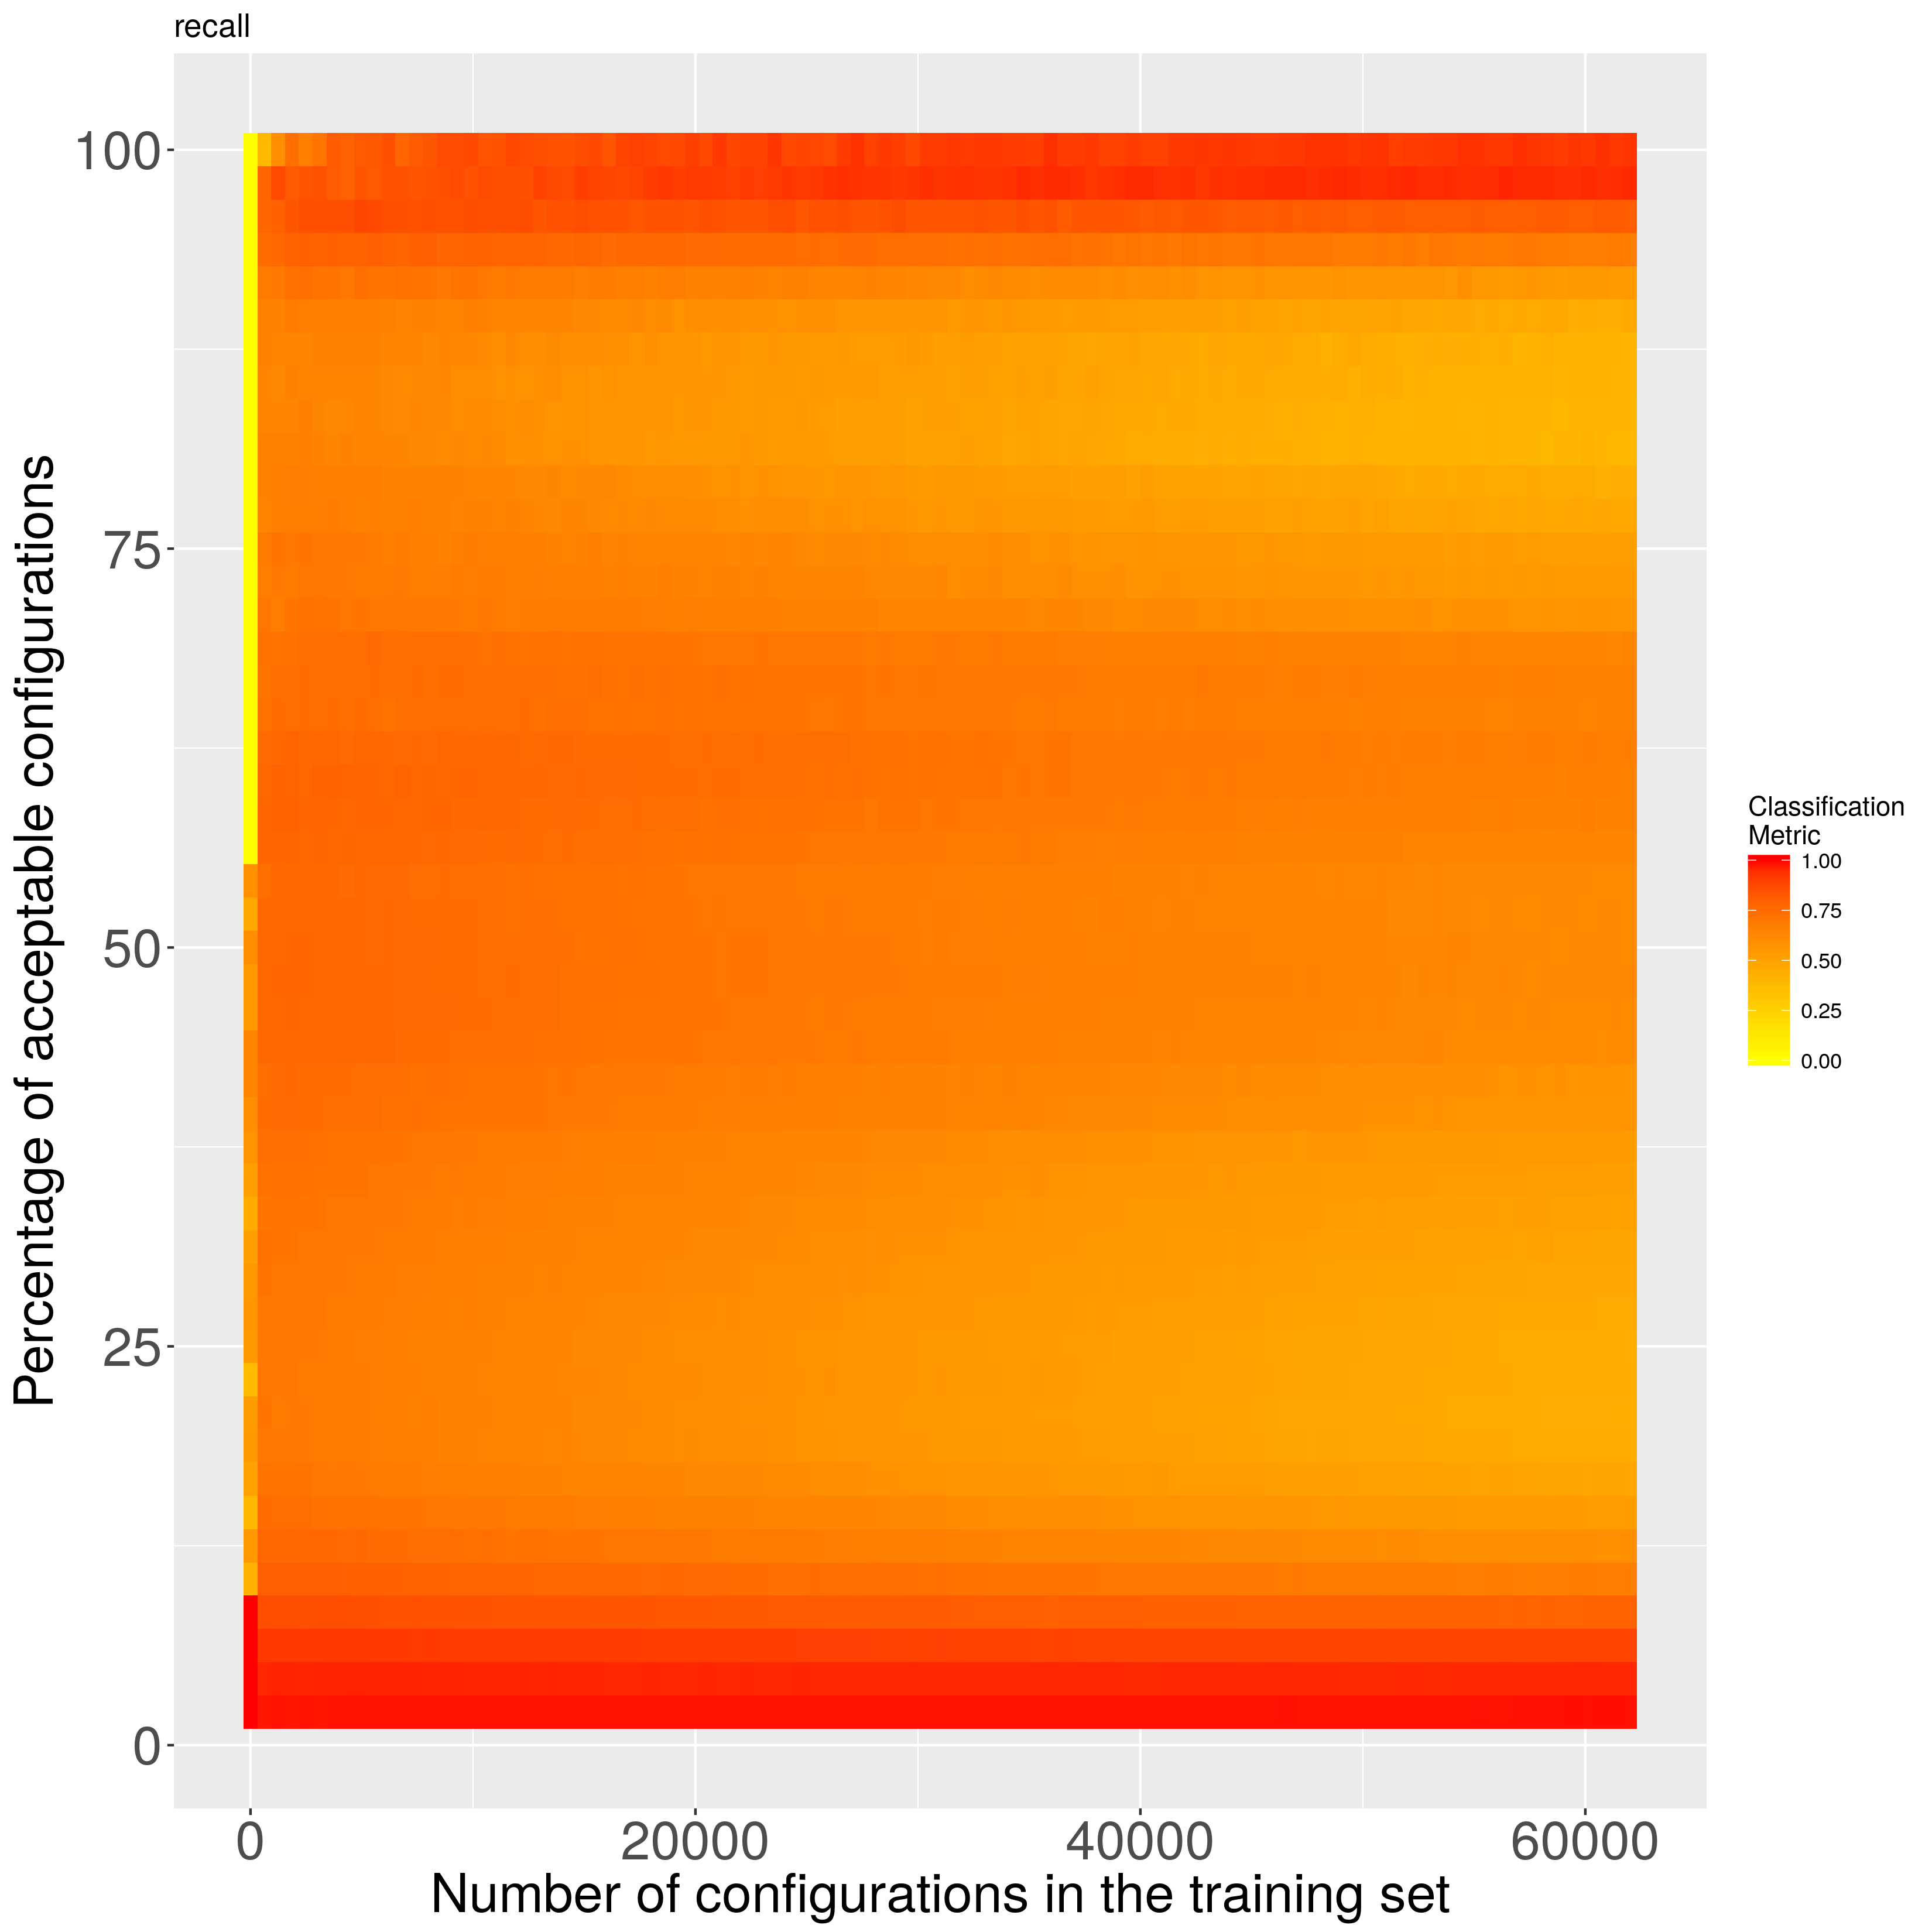 recall
100
75
50
25
0
Percentage of acceptable configurations
0 20000 40000 60000
Number of configurations in the training set
Classification
Metric
1.00
0.75
0.50
0.25
0.00